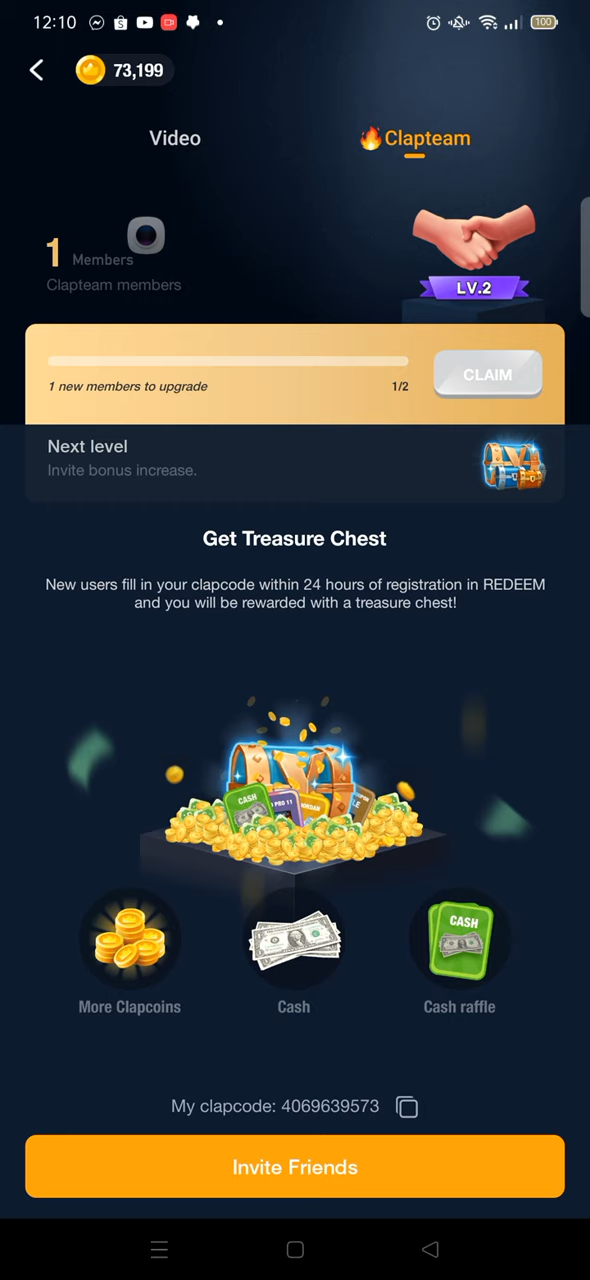 12:10
100
73,199
Video
Clapteam
1 Members
Clapteam members
LV.2
1 new members to upgrade
1/2
CLAIM
Next level
Invite bonus increase.
Get Treasure Chest
New users fill in your clapcode within 24 hours of registration in REDEEM
and you will be rewarded with a treasure chest!
CASH
PRO 11
CASH
More Clapcoins
Cash
Cash raffle
My clapcode: 4069639573
Invite Friends